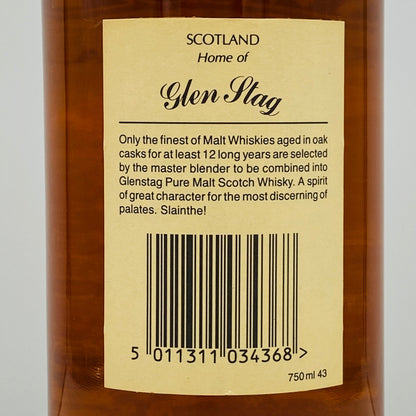 SCOTLAND
Home of
Glen Stag
Only the finest of Malt Whiskies aged in oak
casks for at least 12 long years are selected
by the master blender to be combined into
Glenstag Pure Malt Scotch Whisky. A spirit
of great character for the most discerning of
palates. Slainthe!
5 011311 034368 >
750 ml 43